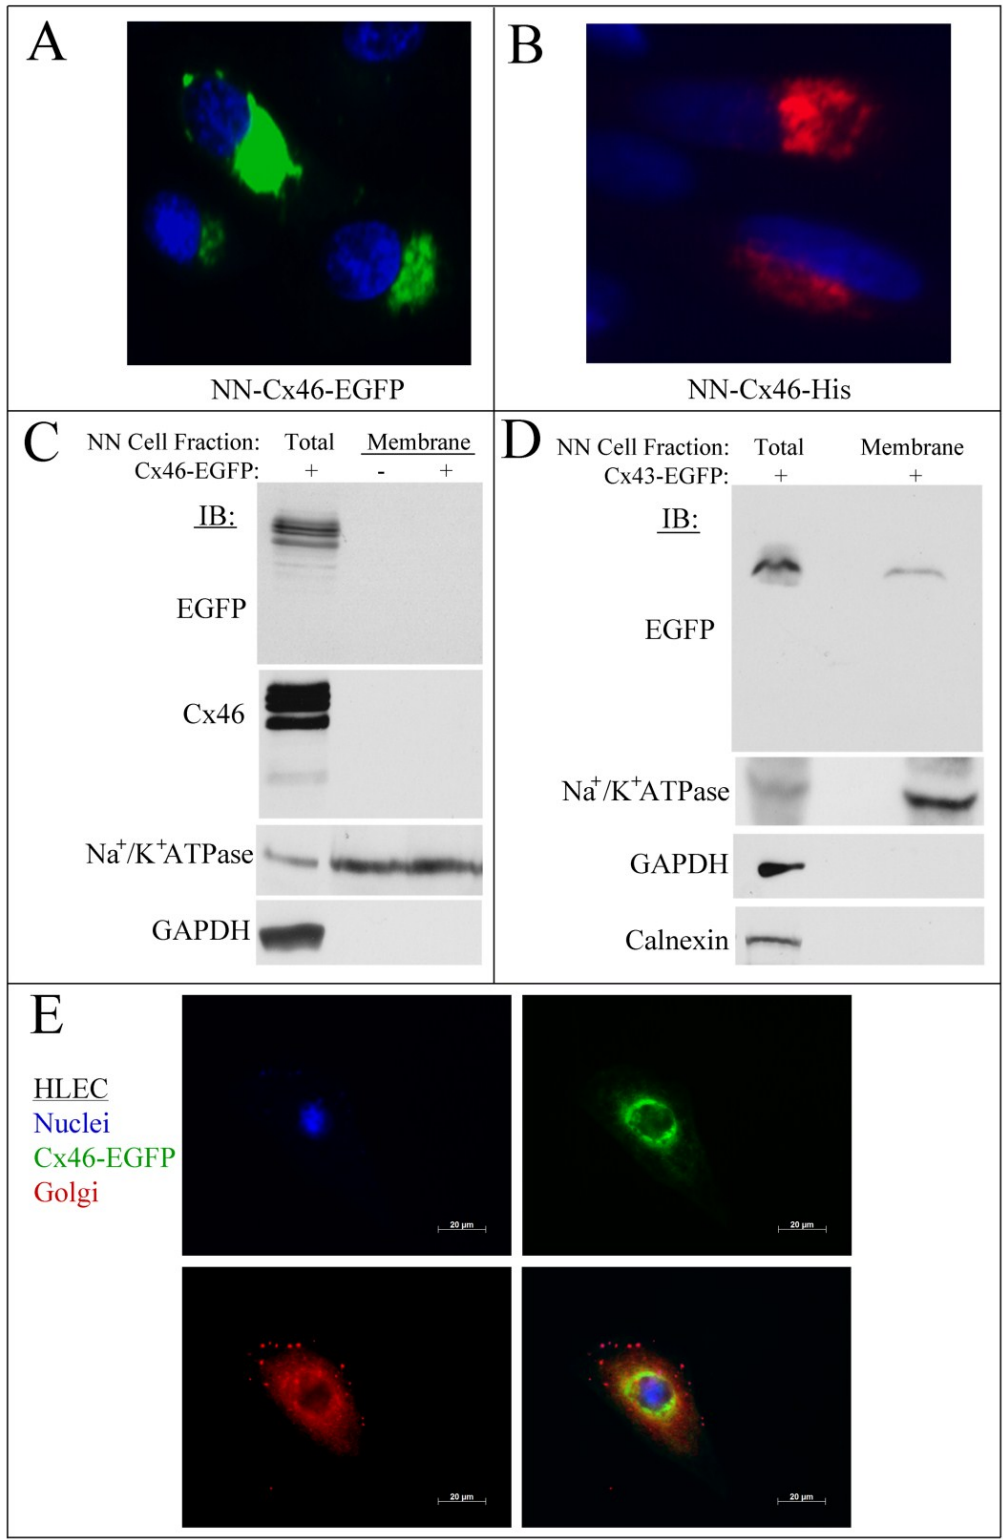 A
B
NN-Cx46-EGFP
NN-Cx46-His
C
NN Cell Fraction: Total Membrane
Cx46-EGFP: + - +
IB:
EGFP
Cx46
Na+/K+ATPase
GAPDH
D
NN Cell Fraction: Total Membrane
Cx43-EGFP: + +
IB:
EGFP
Na+/K+ATPase
GAPDH
Calnexin
E
HLEC
Nuclei
Cx46-EGFP
Golgi
20 µm
20 µm
20 µm
20 µm